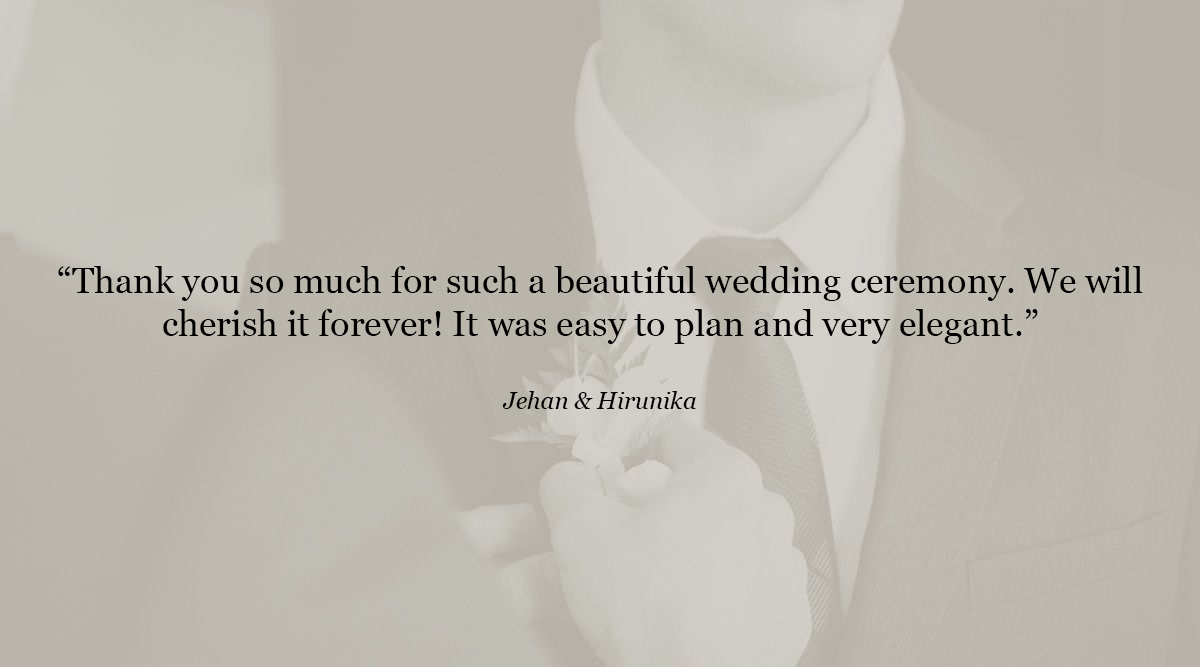 “Thank you so much for such a beautiful wedding ceremony. We will
cherish it forever! It was easy to plan and very elegant.”
Jehan & Hirunika